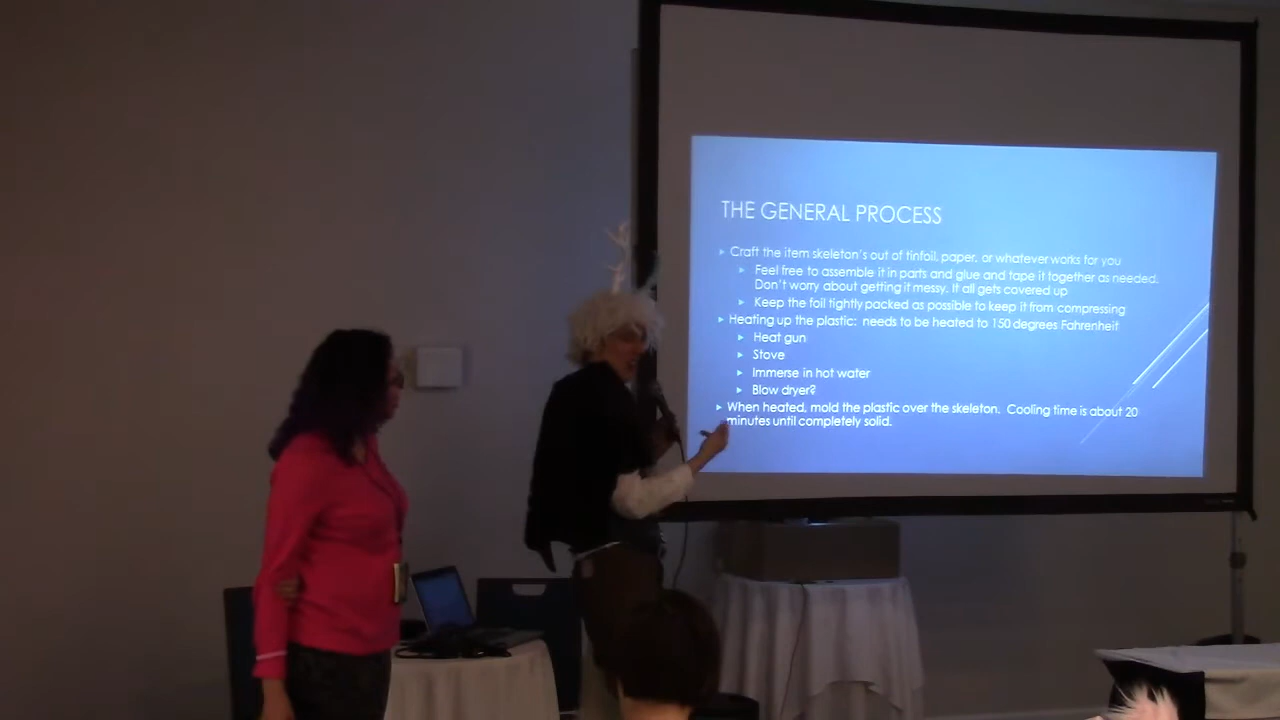 THE GENERAL PROCESS
Craft the item skeleton's out of tinfoil, paper, or whatever works for you
Feel free to assemble it in parts and glue and tape it together as needed.
Don't worry about getting it messy. It all gets covered up
Keep the foil tightly packed as possible to keep it from compressing
Heating up the plastic: needs to be heated to 150 degrees Fahrenheit
Heat gun
Stove
Immerse in hot water
Blow dryer?
When heated, mold the plastic over the skeleton. Cooling time is about 20
minutes until completely solid.